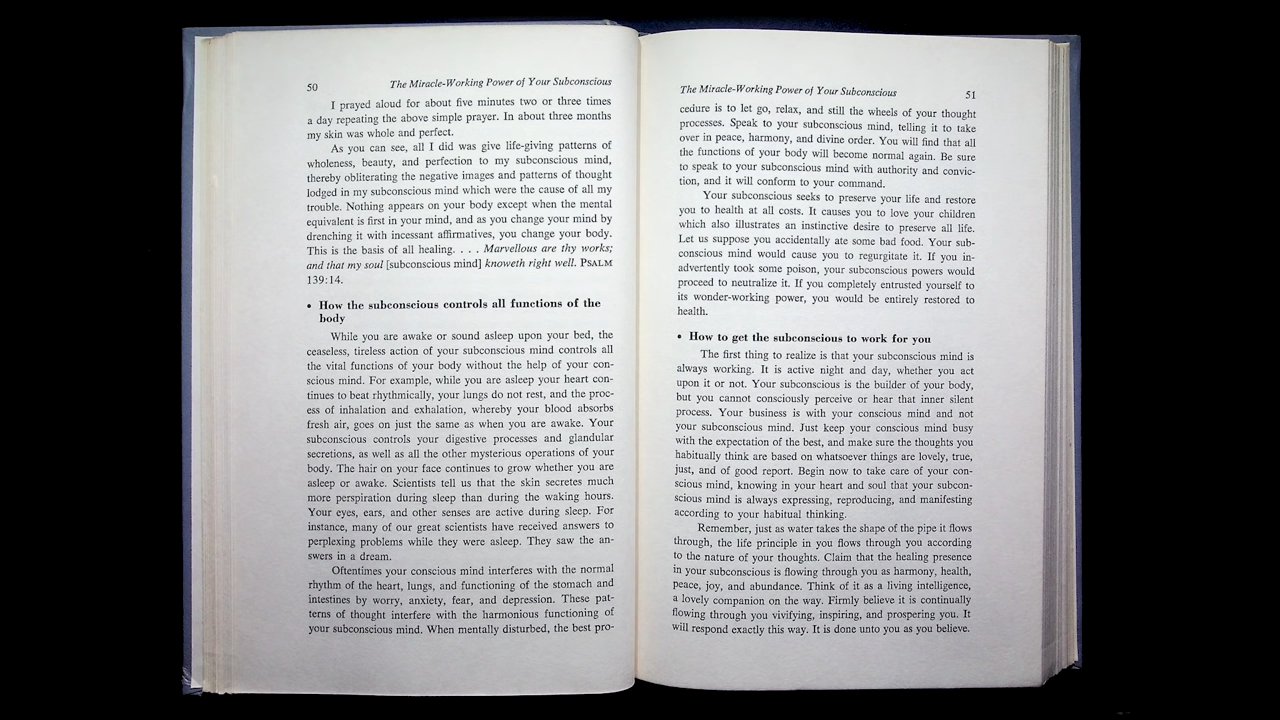 50 The Miracle-Working Power of Your Subconscious
I prayed aloud for about five minutes two or three times
a day repeating the above simple prayer. In about three months
my skin was whole and perfect.
As you can see, all I did was give life-giving patterns of
wholeness, beauty, and perfection to my subconscious mind,
thereby obliterating the negative images and patterns of thought
lodged in my subconscious mind which were the cause of all my
trouble. Nothing appears on your body except when the mental
equivalent is first in your mind, and as you change your mind by
drenching it with incessant affirmatives, you change your body.
This is the basis of all healing. . . . Marvellous are thy works;
and that my soul [subconscious mind] knoweth right well. PSALM
139:14.
• How the subconscious controls all functions of the
body
While you are awake or sound asleep upon your bed, the
ceaseless, tireless action of your subconscious mind controls all
the vital functions of your body without the help of your con-
scious mind. For example, while you are asleep your heart con-
tinues to beat rhythmically, your lungs do not rest, and the proc-
ess of inhalation and exhalation, whereby your blood absorbs
fresh air, goes on just the same as when you are awake. Your
subconscious controls your digestive processes and glandular
secretions, as well as all the other mysterious operations of your
body. The hair on your face continues to grow whether you are
asleep or awake. Scientists tell us that the skin secretes much
more perspiration during sleep than during the waking hours.
Your eyes, ears, and other senses are active during sleep. For
instance, many of our great scientists have received answers to
perplexing problems while they were asleep. They saw the an-
swers in a dream.
Oftentimes your conscious mind interferes with the normal
rhythm of the heart, lungs, and functioning of the stomach and
intestines by worry, anxiety, fear, and depression. These pat-
terns of thought interfere with the harmonious functioning of
your subconscious mind. When mentally disturbed, the best pro-
The Miracle-Working Power of Your Subconscious 51
cedure is to let go, relax, and still the wheels of your thought
processes. Speak to your subconscious mind, telling it to take
over in peace, harmony, and divine order. You will find that all
the functions of your body will become normal again. Be sure
to speak to your subconscious mind with authority and convic-
tion, and it will conform to your command.
Your subconscious seeks to preserve your life and restore
you to health at all costs. It causes you to love your children
which also illustrates an instinctive desire to preserve all life.
Let us suppose you accidentally ate some bad food. Your sub-
conscious mind would cause you to regurgitate it. If you in-
advertently took some poison, your subconscious powers would
proceed to neutralize it. If you completely entrusted yourself to
its wonder-working power, you would be entirely restored to
health.
• How to get the subconscious to work for you
The first thing to realize is that your subconscious mind is
always working. It is active night and day, whether you act
upon it or not. Your subconscious is the builder of your body,
but you cannot consciously perceive or hear that inner silent
process. Your business is with your conscious mind and not
your subconscious mind. Just keep your conscious mind busy
with the expectation of the best, and make sure the thoughts you
habitually think are based on whatsoever things are lovely, true,
just, and of good report. Begin now to take care of your con-
scious mind, knowing in your heart and soul that your subcon-
scious mind is always expressing, reproducing, and manifesting
according to your habitual thinking.
Remember, just as water takes the shape of the pipe it flows
through, the life principle in you flows through you according
to the nature of your thoughts. Claim that the healing presence
in your subconscious is flowing through you as harmony, health,
peace, joy, and abundance. Think of it as a living intelligence,
a lovely companion on the way. Firmly believe it is continually
flowing through you vivifying, inspiring, and prospering you. It
will respond exactly this way. It is done unto you as you believe.